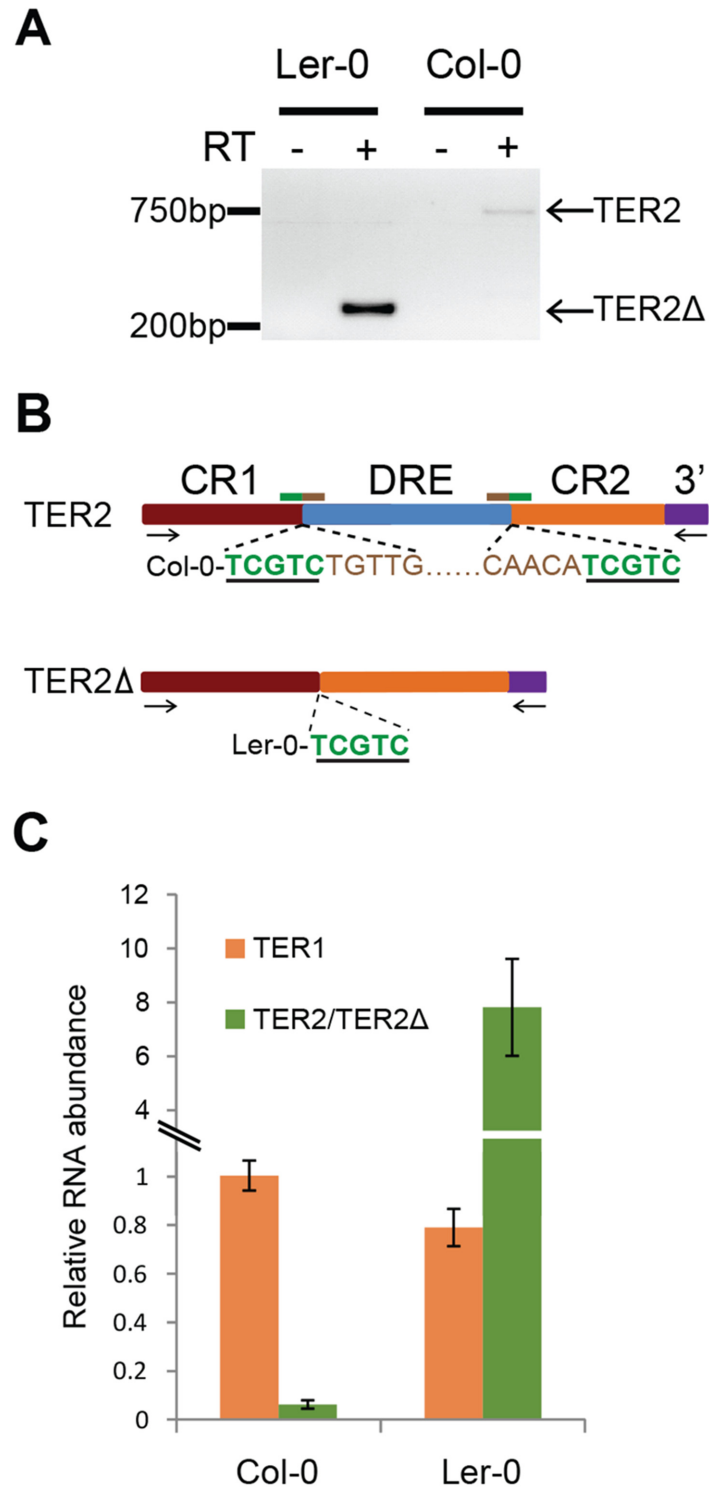 A
Ler-0 Col-0
RT - + - +
750bp ←TER2
200bp ←TER2Δ
B
CR1 DRE CR2 3’
TER2
Col-0-TCGTCTGTTG......CAACATCGTC
TER2Δ
Ler-0-TCGTC
C
Relative RNA abundance
12
10
8
6
4
1
0.8
0.6
0.4
0.2
0
TER1
TER2/TER2Δ
Col-0 Ler-0